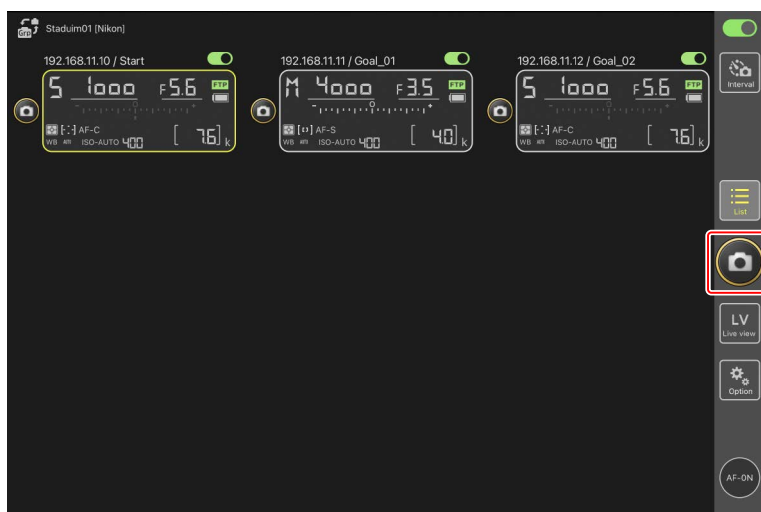 Grp
Staduim01 [Nikon]
192.168.11.10 / Start
S 1000 F5.6 FTP
AF-C
WB ISO-AUTO 400 [ 7.6] k
192.168.11.11 / Goal_01
M 4000 F3.5 FTP
AF-S
WB ISO-AUTO 400 [ 4.0] k
192.168.11.12 / Goal_02
S 1000 F5.6 FTP
AF-C
WB ISO-AUTO 400 [ 7.6] k
Interval
List
LV
Live view
Option
AF-ON